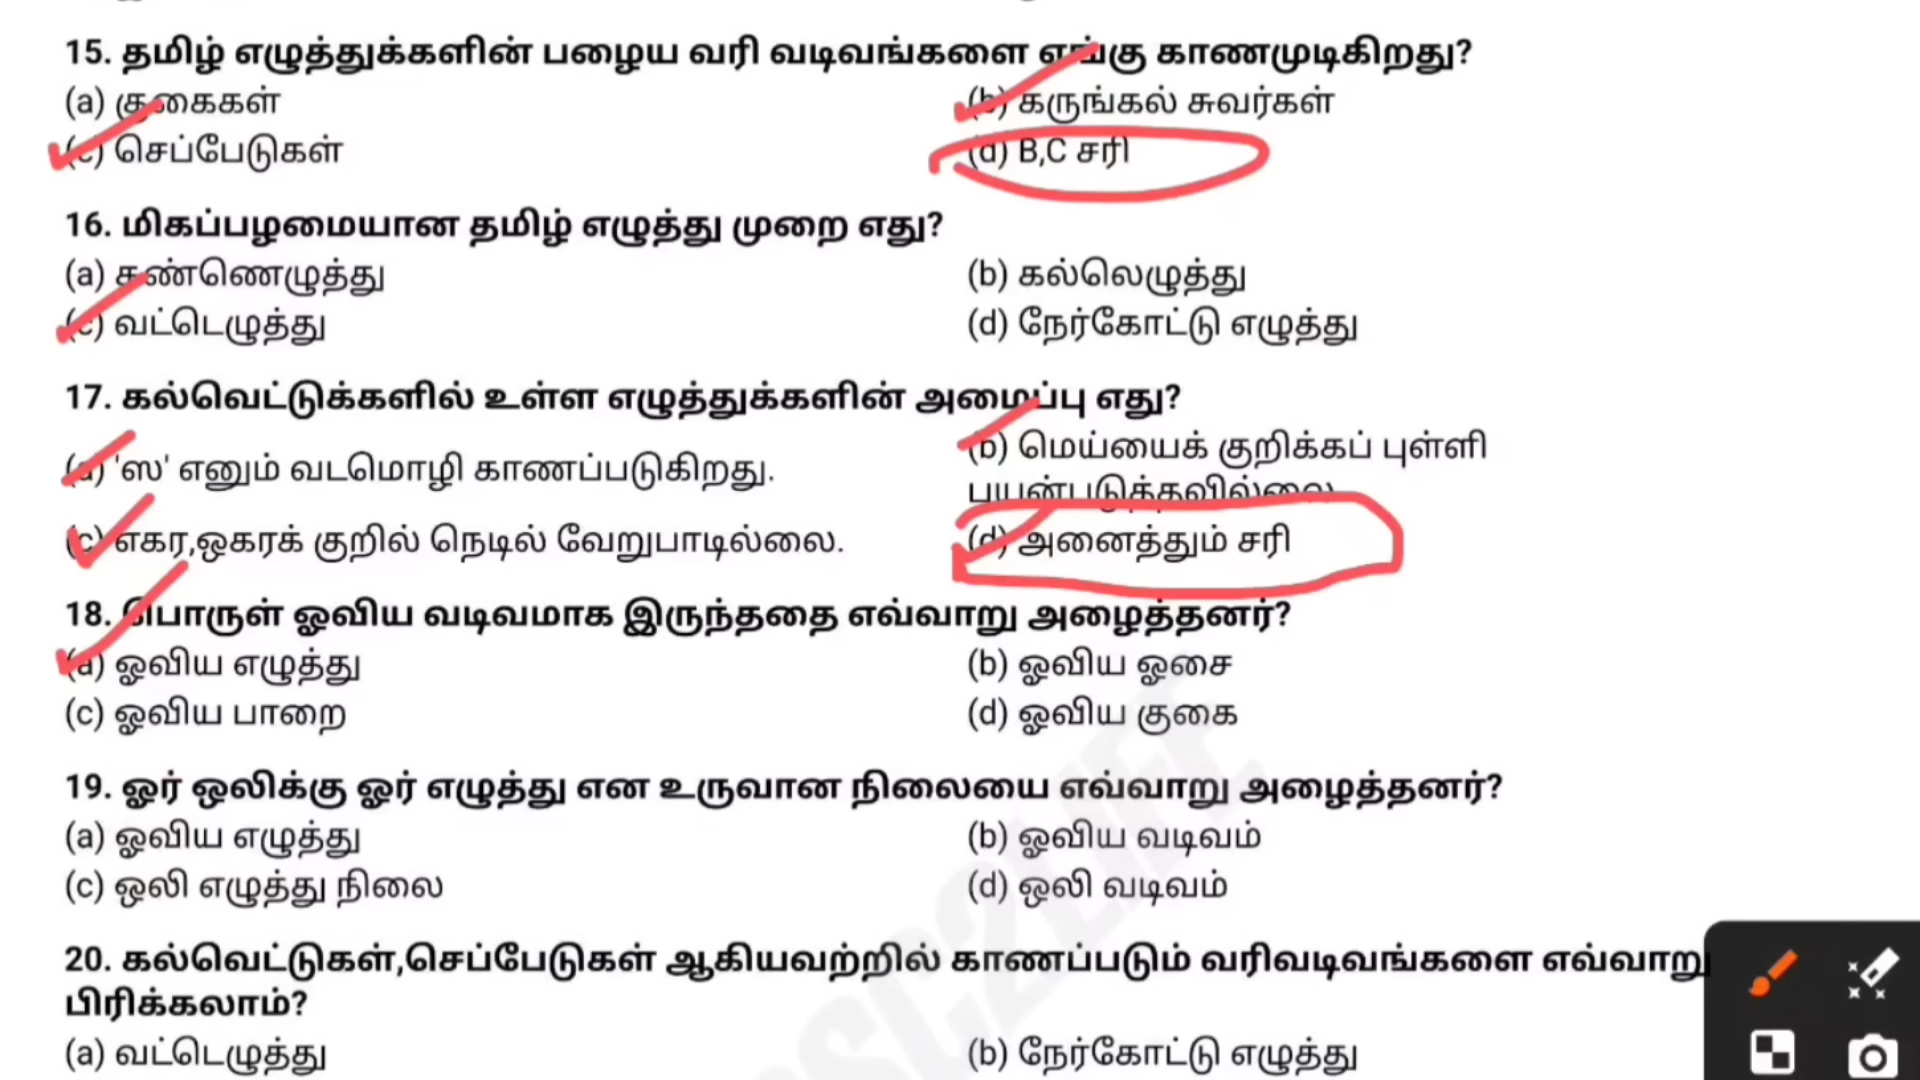 15. தமிழ் எழுத்துக்களின் பழைய வரி வடிவங்களை எங்கு காணமுடிகிறது?
(a) குகைகள் (b) கருங்கல் சுவர்கள்
(c) செப்பேடுகள் (d) B,C சரி
16. மிகப்பழமையான தமிழ் எழுத்து முறை எது?
(a) கண்ணெழுத்து (b) கல்லெழுத்து
(c) வட்டெழுத்து (d) நேர்கோட்டு எழுத்து
17. கல்வெட்டுக்களில் உள்ள எழுத்துக்களின் அமைப்பு எது?
(a) 'ஸ' எனும் வடமொழி காணப்படுகிறது. (b) மெய்யைக் குறிக்கப் புள்ளி
பயன்படுத்தவில்லை
(c) எகர,ஒகரக் குறில் நெடில் வேறுபாடில்லை. (d) அனைத்தும் சரி
18. பொருள் ஓவிய வடிவமாக இருந்ததை எவ்வாறு அழைத்தனர்?
(a) ஓவிய எழுத்து (b) ஓவிய ஓசை
(c) ஓவிய பாறை (d) ஓவிய குகை
19. ஓர் ஒலிக்கு ஓர் எழுத்து என உருவான நிலையை எவ்வாறு அழைத்தனர்?
(a) ஓவிய எழுத்து (b) ஓவிய வடிவம்
(c) ஒலி எழுத்து நிலை (d) ஒலி வடிவம்
20. கல்வெட்டுகள்,செப்பேடுகள் ஆகியவற்றில் காணப்படும் வரிவடிவங்களை எவ்வாறு
பிரிக்கலாம்?
(a) வட்டெழுத்து (b) நேர்கோட்டு எழுத்து